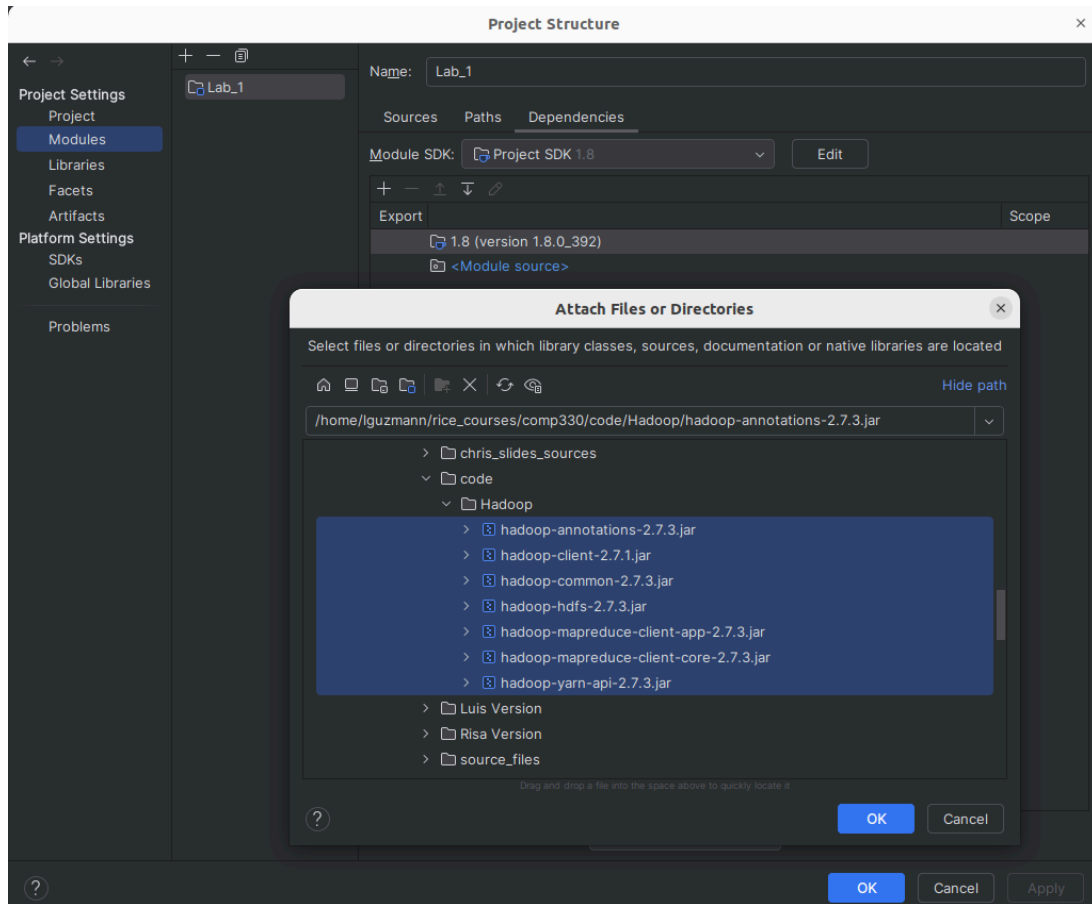 Project Structure
Project Settings
Project
Modules
Libraries
Facets
Artifacts
Platform Settings
SDKs
Global Libraries
Problems
Lab_1
Name: Lab_1
Sources Paths Dependencies
Module SDK: Project SDK 1.8 Edit
Export Scope
1.8 (version 1.8.0_392)
<Module source>
Attach Files or Directories
Select files or directories in which library classes, sources, documentation or native libraries are located
Hide path
/home/lguzmann/rice_courses/comp330/code/Hadoop/hadoop-annotations-2.7.3.jar
chris_slides_sources
code
Hadoop
hadoop-annotations-2.7.3.jar
hadoop-client-2.7.1.jar
hadoop-common-2.7.3.jar
hadoop-hdfs-2.7.3.jar
hadoop-mapreduce-client-app-2.7.3.jar
hadoop-mapreduce-client-core-2.7.3.jar
hadoop-yarn-api-2.7.3.jar
Luis Version
Risa Version
source_files
Drag and drop a file into the space above to quickly locate it
? OK Cancel
? OK Cancel Apply